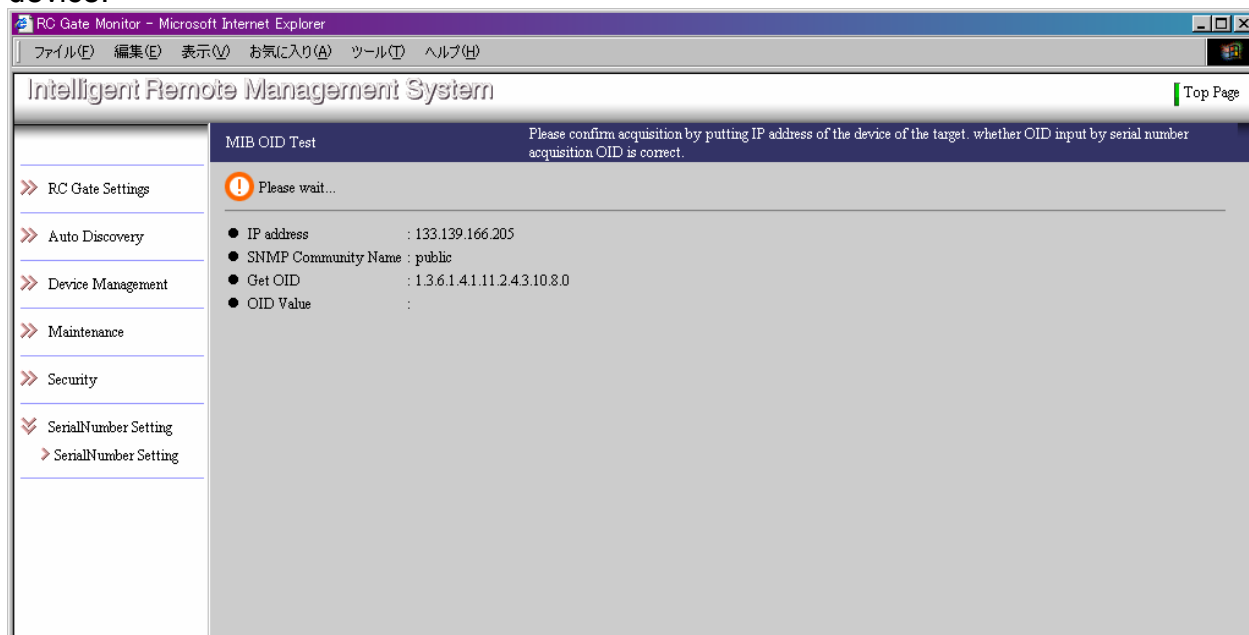 device.
RC Gate Monitor - Microsoft Internet Explorer
ファイル(F) 編集(E) 表示(V) お気に入り(A) ツール(T) ヘルプ(H)
Intelligent Remote Management System
Top Page
MIB OID Test
Please confirm acquisition by putting IP address of the device of the target. whether OID input by serial number
acquisition OID is correct.
RC Gate Settings
Auto Discovery
Device Management
Maintenance
Security
SerialNumber Setting
SerialNumber Setting
Please wait...
IP address : 133.139.166.205
SNMP Community Name : public
Get OID : 1.3.6.1.4.1.11.2.4.3.10.8.0
OID Value :